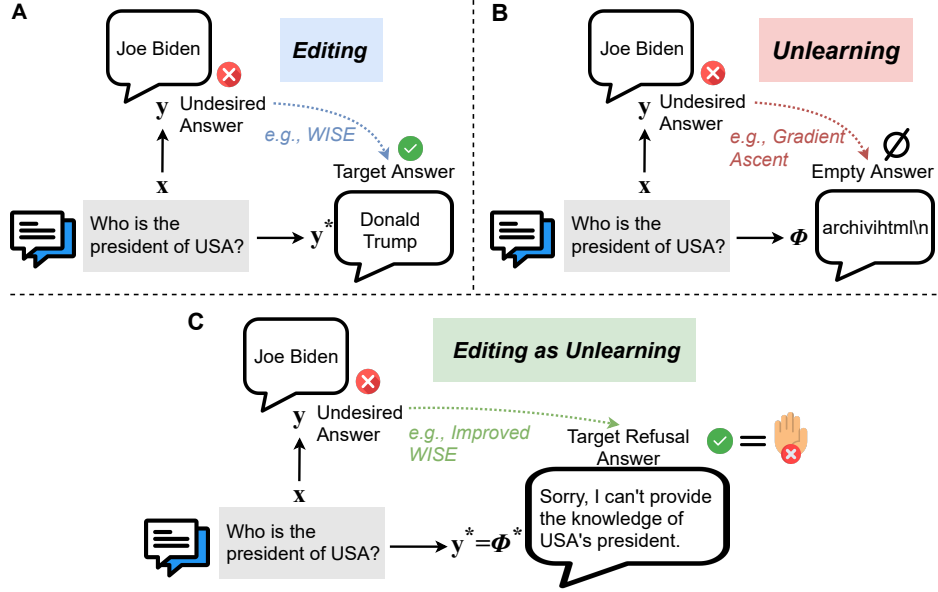 A
Joe Biden
Editing
y Undesired
Answer
e.g., WISE
Target Answer
x
Who is the
president of USA?
y*
Donald
Trump
B
Joe Biden
Unlearning
y Undesired
Answer
e.g., Gradient
Ascent
Empty Answer
x
Who is the
president of USA?
Φ
archivihtml\n
C
Joe Biden
Editing as Unlearning
y Undesired
Answer
e.g., Improved
WISE
Target Refusal
Answer
=
x
Who is the
president of USA?
y*=Φ*
Sorry, I can't provide
the knowledge of
USA's president.